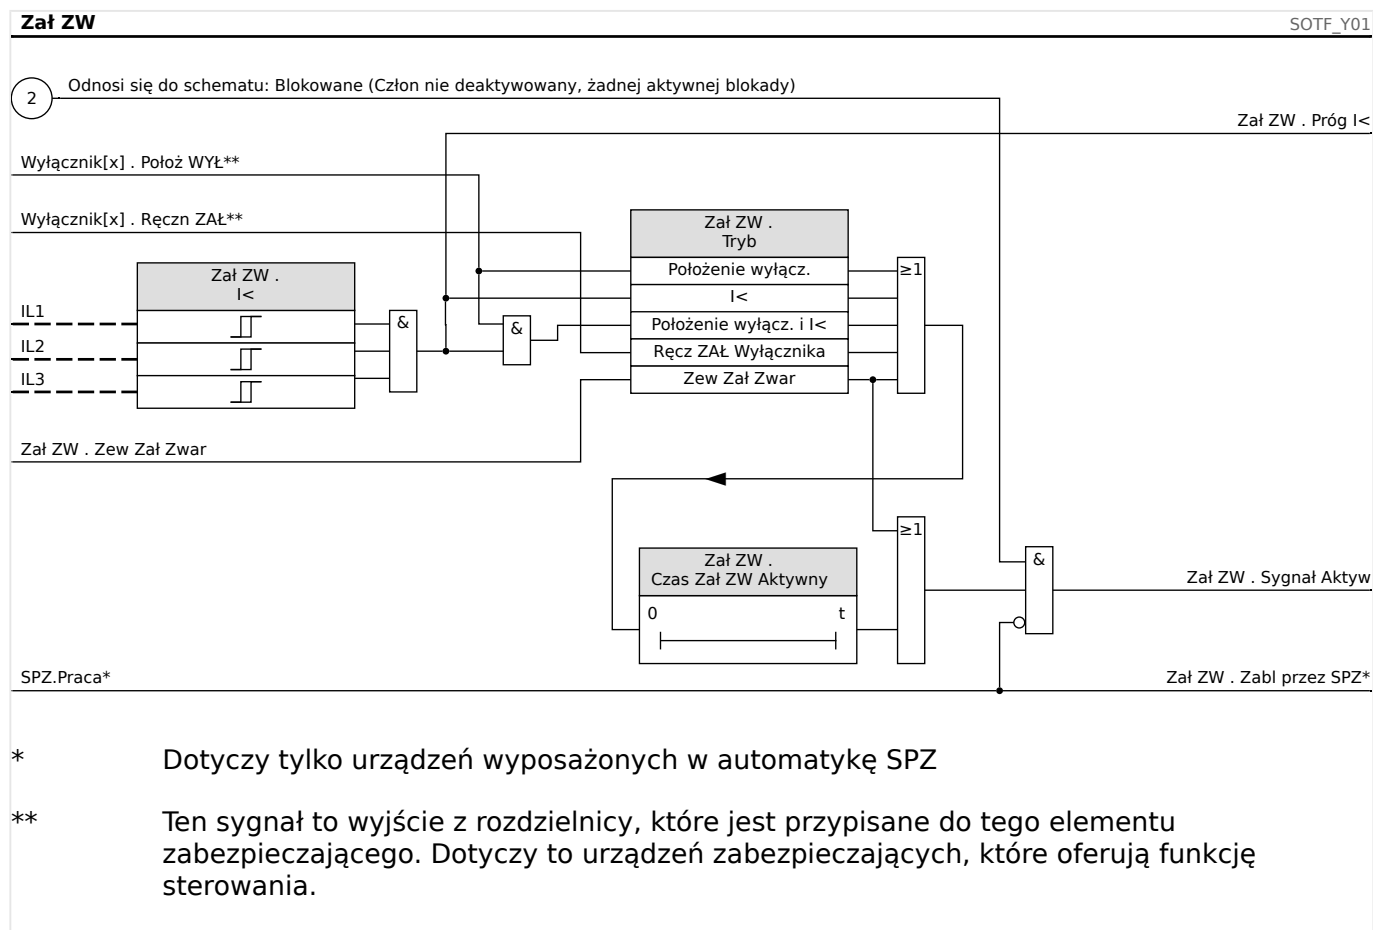 Zał ZW
SOTF_Y01
2
Odnosi się do schematu: Blokowane (Człon nie deaktywowany, żadnej aktywnej blokady)
Zał ZW . Próg I<
Wyłącznik[x] . Położ WYŁ**
Wyłącznik[x] . Ręczn ZAŁ**
Zał ZW .
Tryb
Położenie wyłącz.
I<
Położenie wyłącz. i I<
Ręcz ZAŁ Wyłącznika
Zew Zał Zwar
≥1
Zał ZW .
I<
IL1
IL2
IL3
&
&
Zał ZW . Zew Zał Zwar
≥1
Zał ZW .
Czas Zał ZW Aktywny
0 t
&
Zał ZW . Sygnał Aktyw
SPZ.Praca*
Zał ZW . Zabl przez SPZ*
* Dotyczy tylko urządzeń wyposażonych w automatykę SPZ
** Ten sygnał to wyjście z rozdzielnicy, które jest przypisane do tego elementu
zabezpieczającego. Dotyczy to urządzeń zabezpieczających, które oferują funkcję
sterowania.